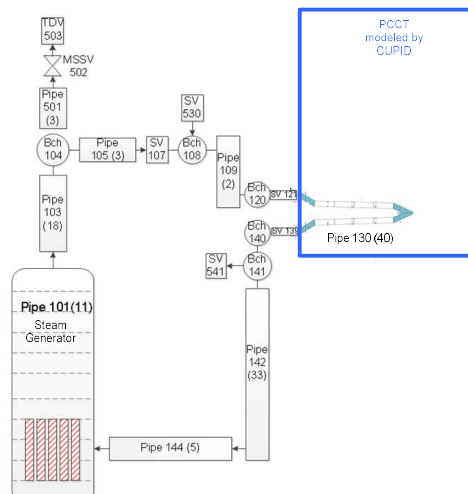 TDV
503
MSSV
502
Pipe
501
(3)
Bch
104
Pipe
105 (3)
SV
107
SV
530
Bch
108
Pipe
109
(2)
Pipe
103
(18)
Bch
120
SV 121
PCCT
modeled by
CUPID
Bch
140
SV 139
Pipe 130 (40)
SV
541
Bch
141
Pipe 101(11)
Steam
Generator
Pipe
142
(33)
Pipe 144 (5)